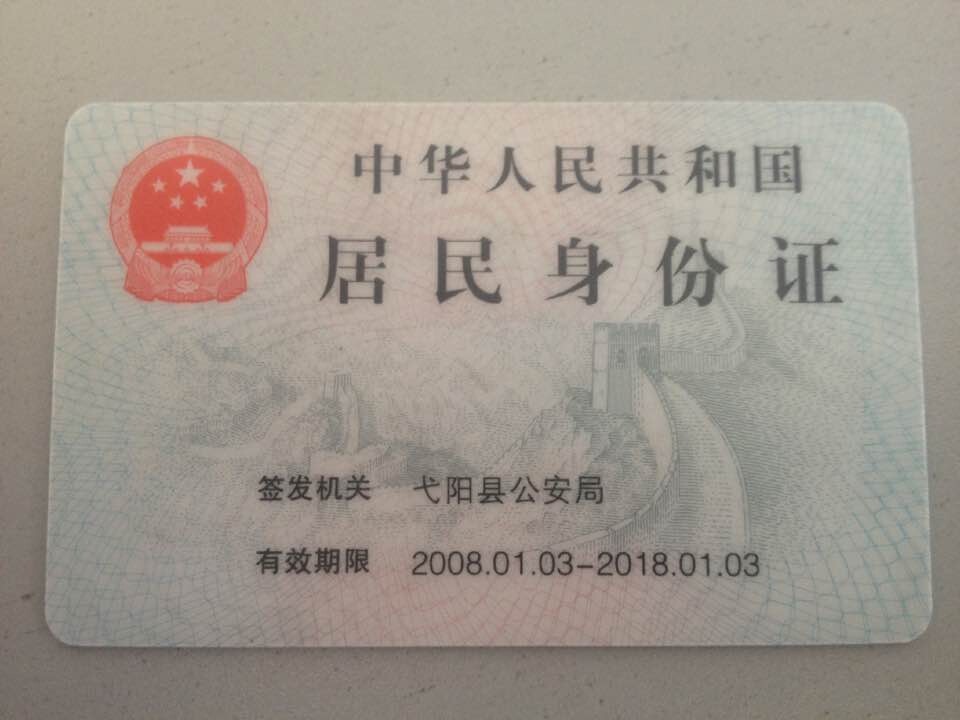 中华人民共和国
居民身份证
签发机关 弋阳县公安局
有效期限 2008.01.03-2018.01.03